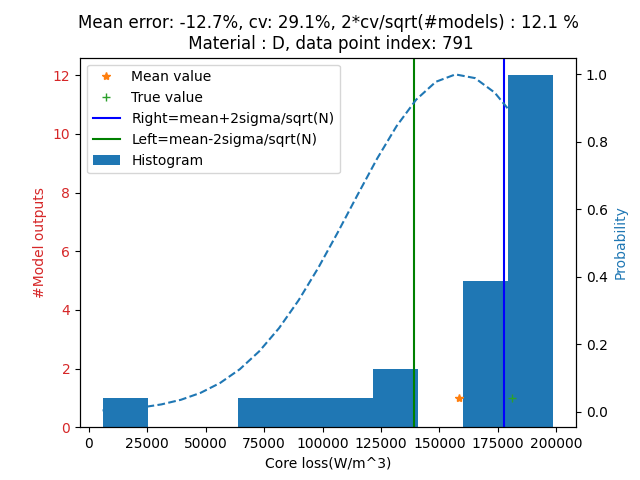 Mean error: -12.7%, cv: 29.1%, 2*cv/sqrt(#models) : 12.1 %
Material : D, data point index: 791
Mean value
True value
Right=mean+2sigma/sqrt(N)
Left=mean-2sigma/sqrt(N)
Histogram
#Model outputs
12
10
8
6
4
2
0
Probability
1.0
0.8
0.6
0.4
0.2
0.0
0 25000 50000 75000 100000 125000 150000 175000 200000
Core loss(W/m^3)